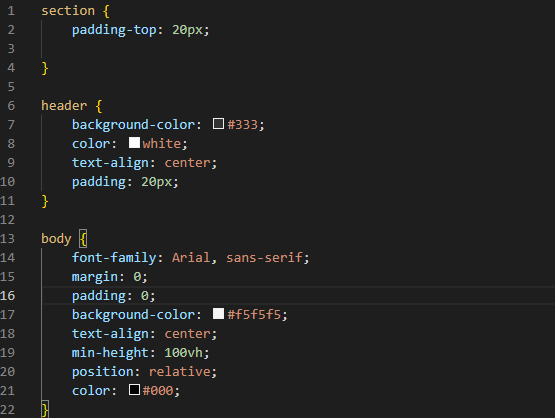 1 section {
2     padding-top: 20px;
3
4 }
5
6 header {
7     background-color: #333;
8     color: white;
9     text-align: center;
10     padding: 20px;
11 }
12
13 body {
14     font-family: Arial, sans-serif;
15     margin: 0;
16     padding: 0;
17     background-color: #f5f5f5;
18     text-align: center;
19     min-height: 100vh;
20     position: relative;
21     color: #000;
22 }